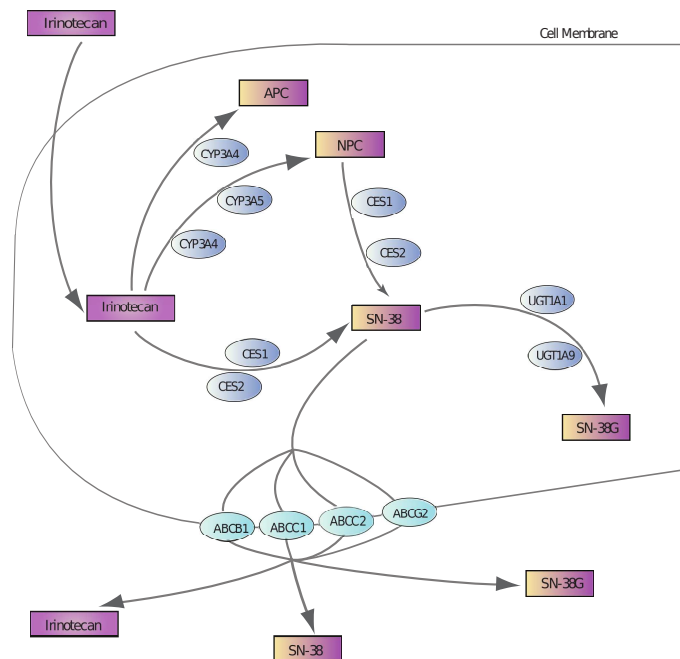 Irinotecan
Cell Membrane
APC
NPC
CYP3A4
CYP3A5
CES1
CYP3A4
CES2
Irinotecan
SN-38
UGT1A1
CES1
UGT1A9
CES2
SN-38G
ABCB1
ABCC1
ABCC2
ABCG2
SN-38G
Irinotecan
SN-38